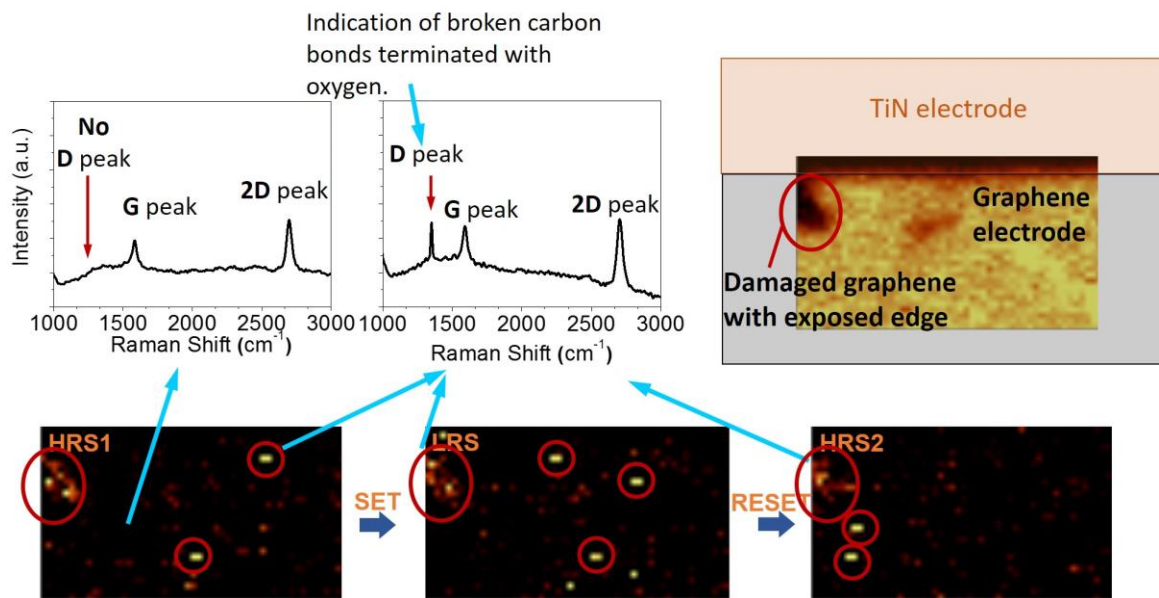 Indication of broken carbon
bonds terminated with
oxygen.
Intensity (a.u.)
No
D peak
G peak
2D peak
1000 1500 2000 2500 3000
Raman Shift (cm-1)
D peak
G peak
2D peak
1000 1500 2000 2500 3000
Raman Shift (cm-1)
TiN electrode
Graphene
electrode
Damaged graphene
with exposed edge
HRS1
SET
LRS
RESET
HRS2